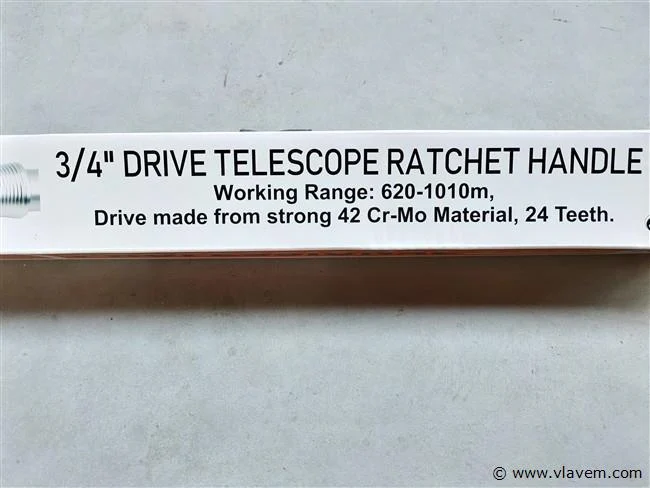 3/4" DRIVE TELESCOPE RATCHET HANDLE
Working Range: 620-1010m,
Drive made from strong 42 Cr-Mo Material, 24 Teeth.
© www.vlavem.com